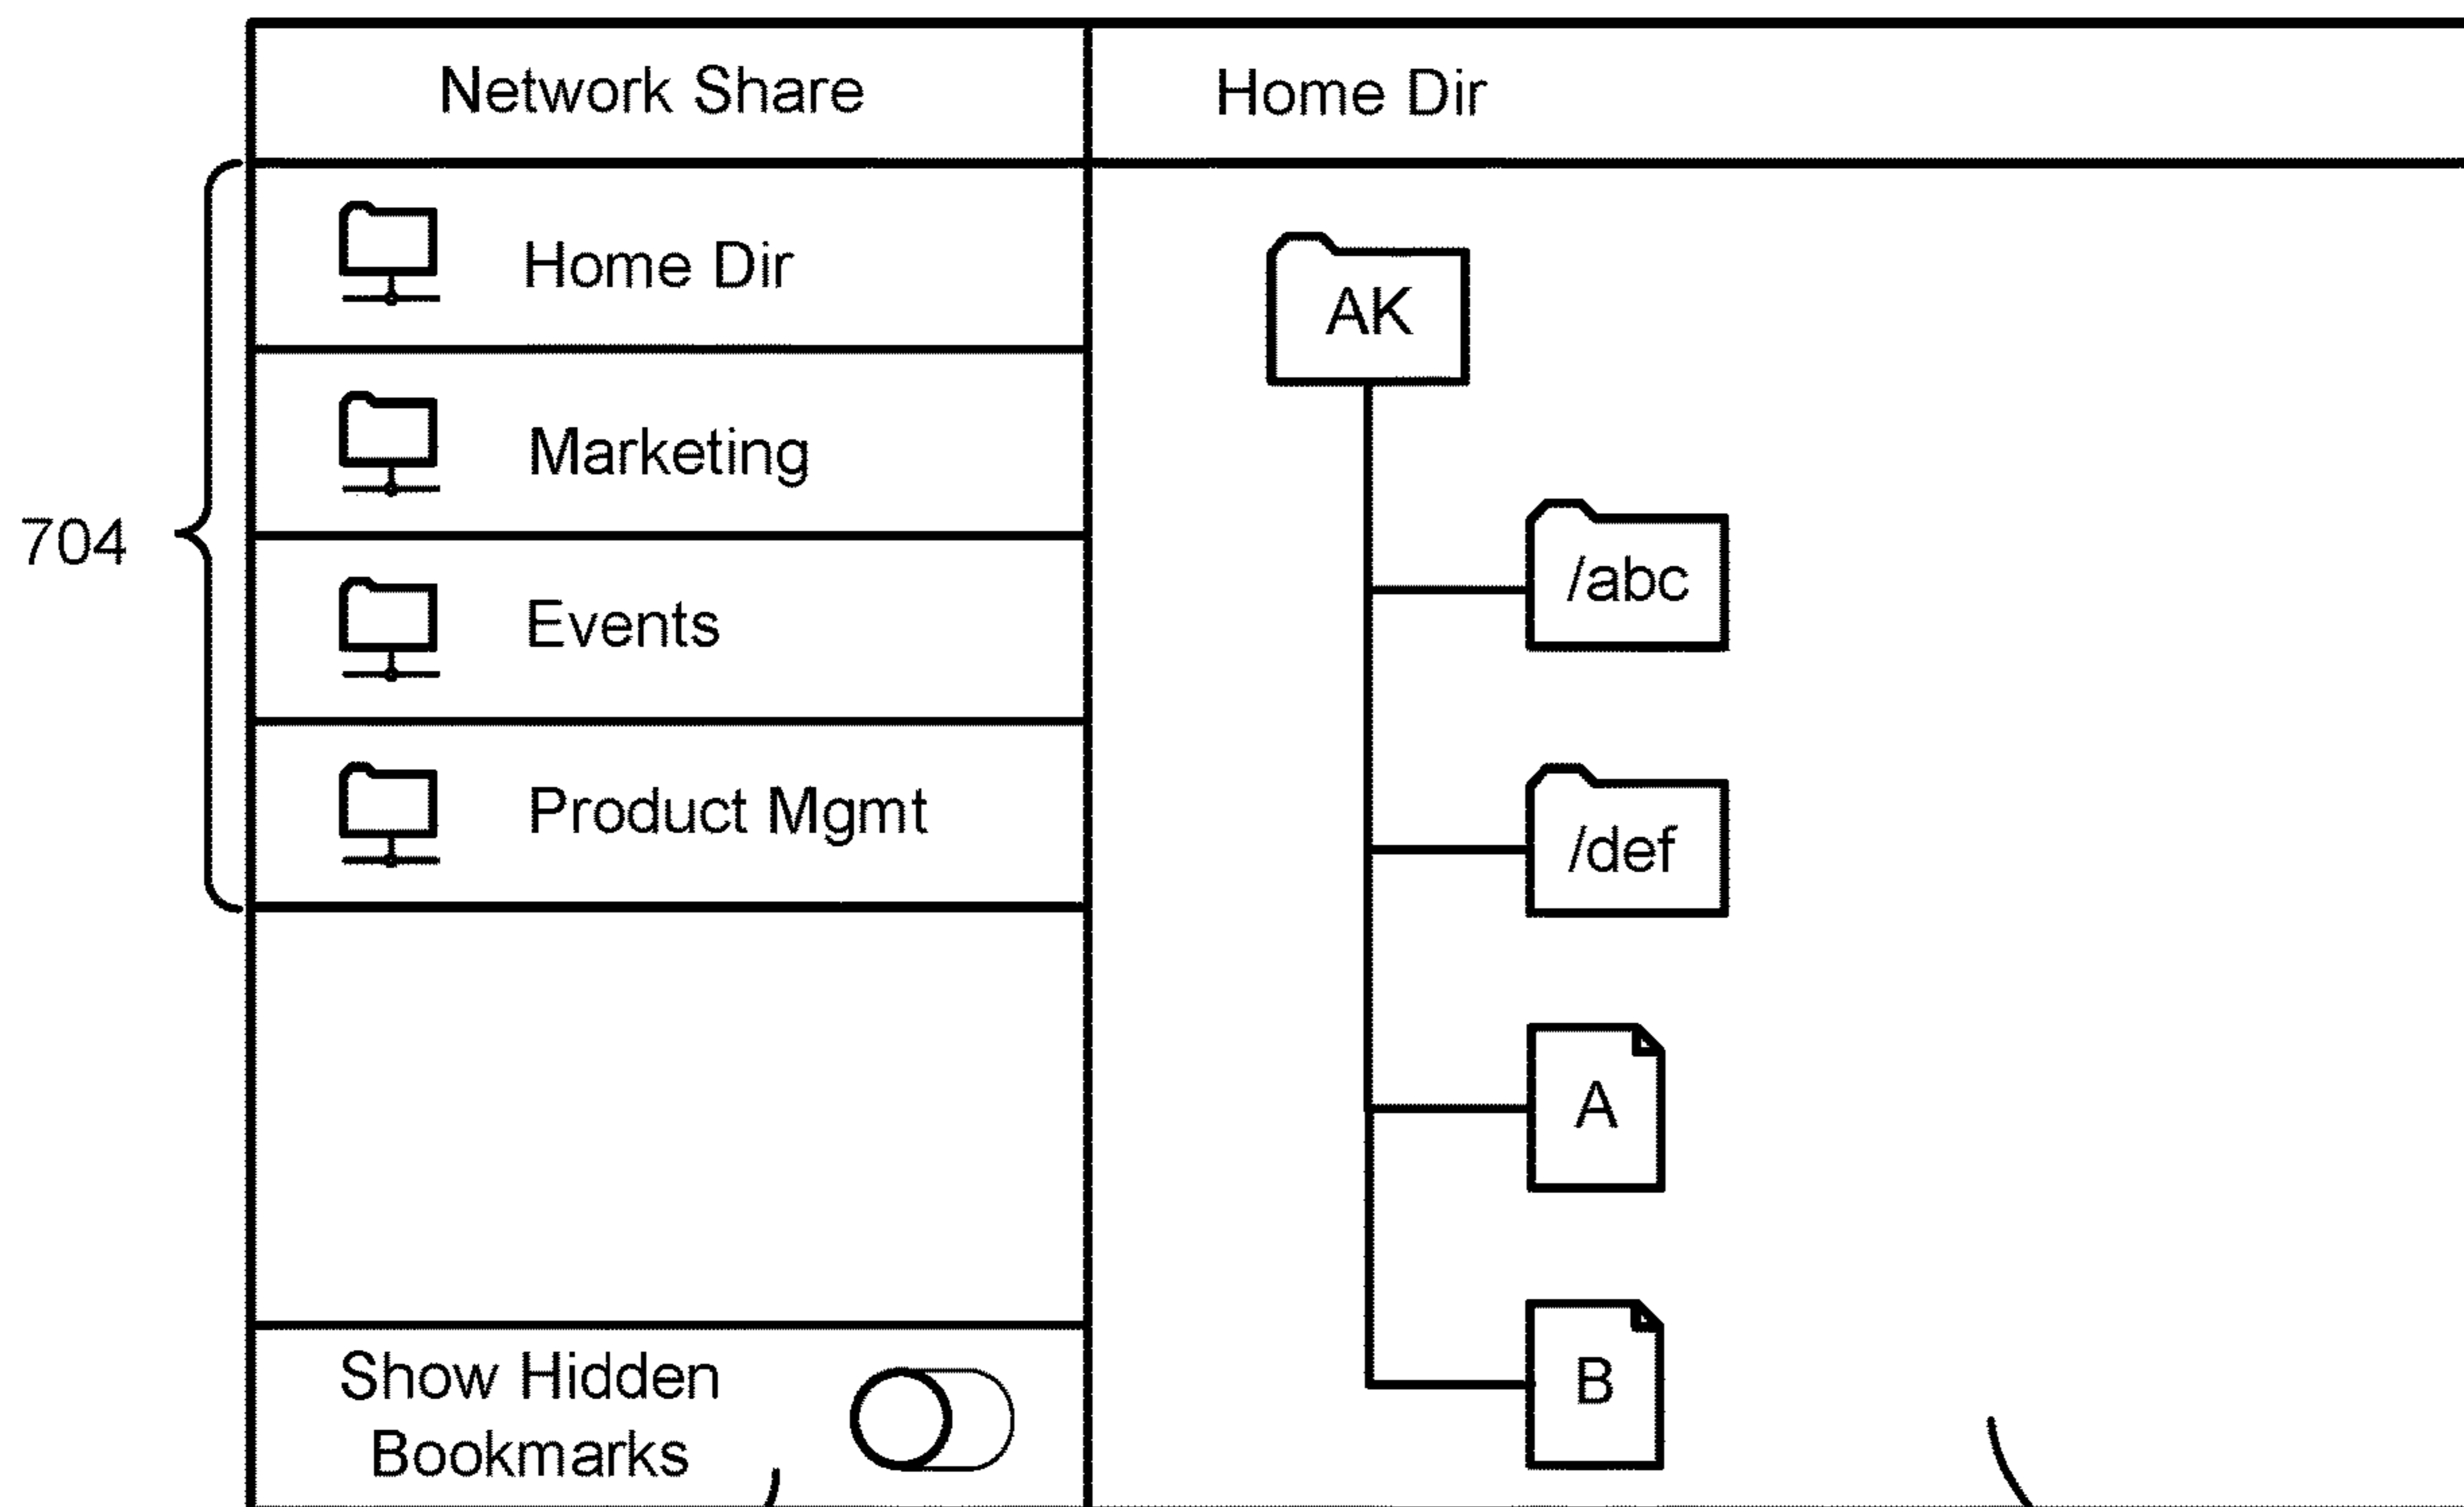 Network Share
Home Dir
704
Home Dir
Marketing
Events
Product Mgmt
Show Hidden
Bookmarks
AK
/abc
/def
A
B